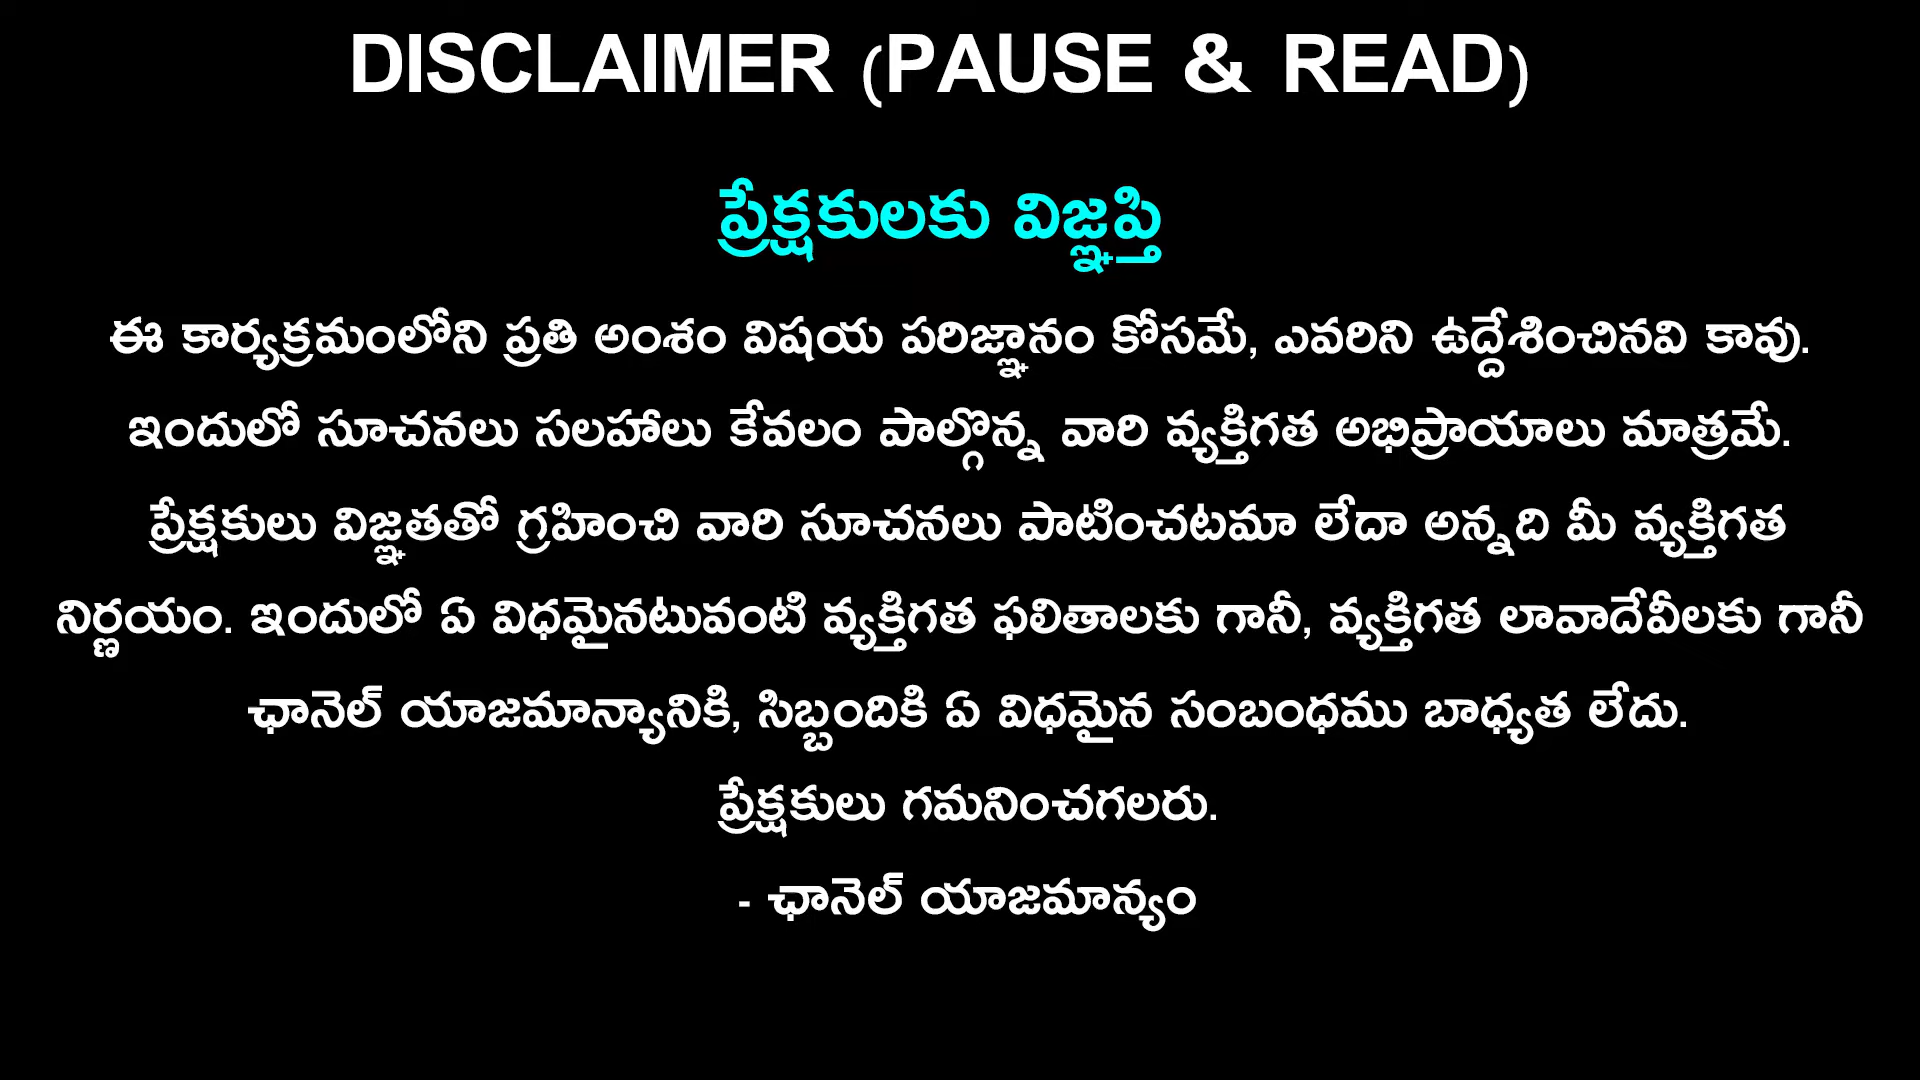 DISCLAIMER (PAUSE & READ)
ప్రేక్షకులకు విజ్ఞప్తి
ఈ కార్యక్రమంలోని ప్రతి అంశం విషయ పరిజ్ఞానం కోసమే, ఎవరిని ఉద్దేశించినవి కావు.
ఇందులో సూచనలు సలహాలు కేవలం పాల్గొన్న వారి వ్యక్తిగత అభిప్రాయాలు మాత్రమే.
ప్రేక్షకులు విజ్ఞతతో గ్రహించి వారి సూచనలు పాటించటమా లేదా అన్నది మీ వ్యక్తిగత
నిర్ణయం. ఇందులో ఏ విధమైనటువంటి వ్యక్తిగత ఫలితాలకు గానీ, వ్యక్తిగత లావాదేవీలకు గానీ
ఛానెల్ యాజమాన్యానికి, సిబ్బందికి ఏ విధమైన సంబంధము బాధ్యత లేదు.
ప్రేక్షకులు గమనించగలరు.
- ఛానెల్ యాజమాన్యం